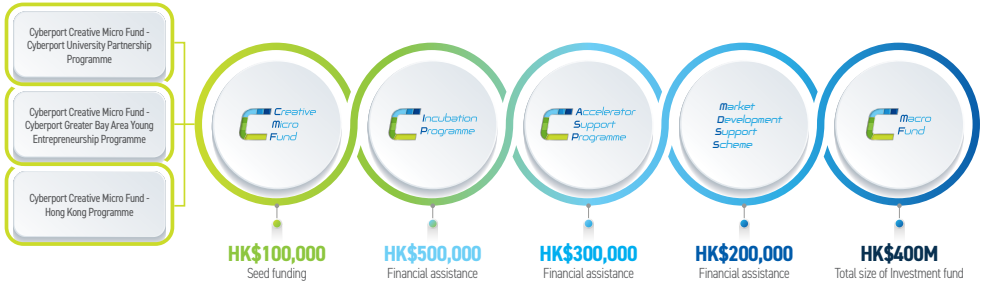 Cyberport Creative Micro Fund -
Cyberport University Partnership
Programme
Cyberport Creative Micro Fund -
Cyberport Greater Bay Area Young
Entrepreneurship Programme
Cyberport Creative Micro Fund -
Hong Kong Programme
Creative
Micro
Fund
HK$100,000
Seed funding
Incubation
Programme
HK$500,000
Financial assistance
Accelerator
Support
Programme
HK$300,000
Financial assistance
Market
Development
Support
Scheme
HK$200,000
Financial assistance
Macro
Fund
HK$400M
Total size of Investment fund